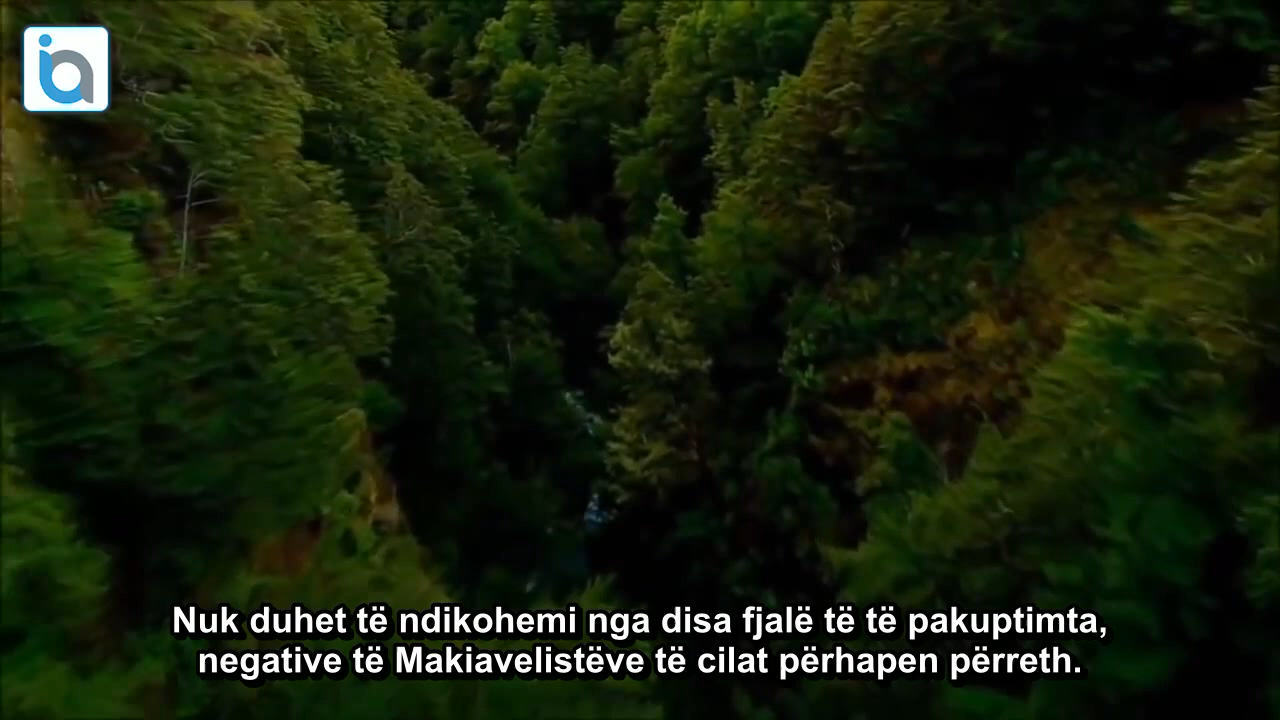 Nuk duhet të ndikohemi nga disa fjalë të të pakuptimta,
negative të Makiavelistëve të cilat përhapen përreth.